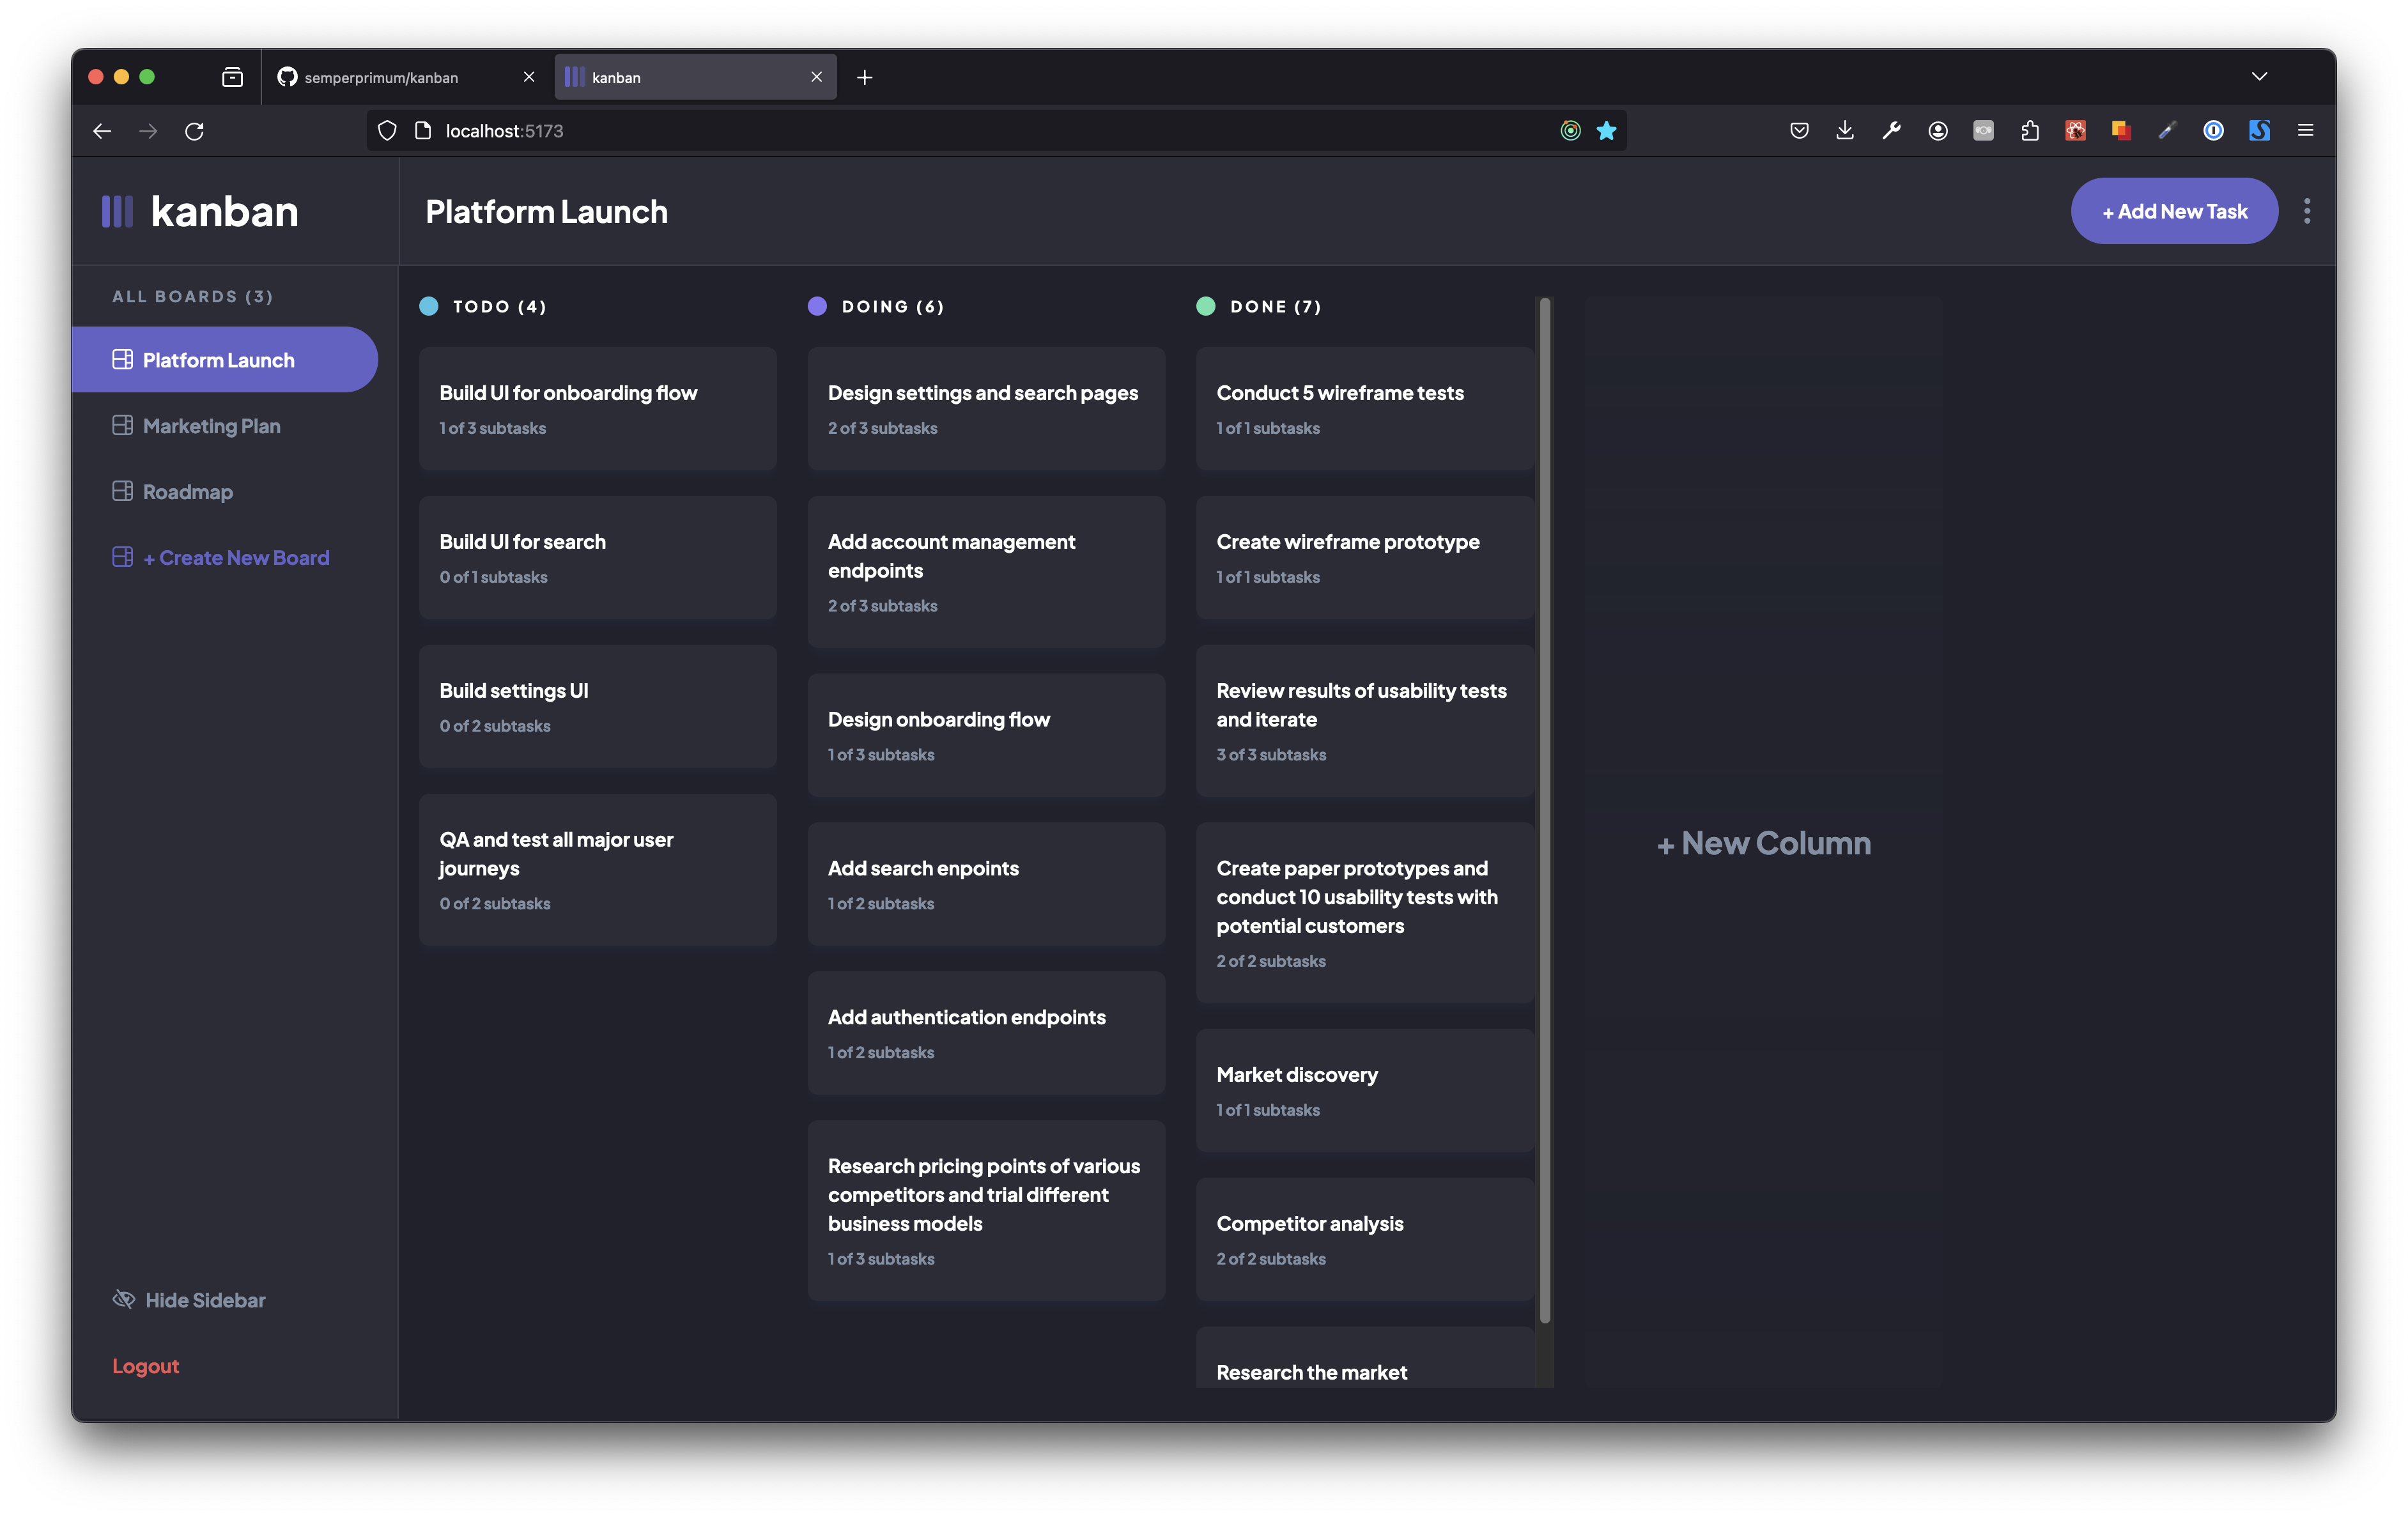 semperprimum/kanban
kanban
localhost:5173
kanban
Platform Launch
+ Add New Task
ALL BOARDS (3)
Platform Launch
Marketing Plan
Roadmap
+ Create New Board
Hide Sidebar
Logout
TODO (4)
Build UI for onboarding flow
1 of 3 subtasks
Build UI for search
0 of 1 subtasks
Build settings UI
0 of 2 subtasks
QA and test all major user
journeys
0 of 2 subtasks
DOING (6)
Design settings and search pages
2 of 3 subtasks
Add account management
endpoints
2 of 3 subtasks
Design onboarding flow
1 of 3 subtasks
Add search enpoints
1 of 2 subtasks
Add authentication endpoints
1 of 2 subtasks
Research pricing points of various
competitors and trial different
business models
1 of 3 subtasks
DONE (7)
Conduct 5 wireframe tests
1 of 1 subtasks
Create wireframe prototype
1 of 1 subtasks
Review results of usability tests
and iterate
3 of 3 subtasks
Create paper prototypes and
conduct 10 usability tests with
potential customers
2 of 2 subtasks
Market discovery
1 of 1 subtasks
Competitor analysis
2 of 2 subtasks
Research the market
+ New Column